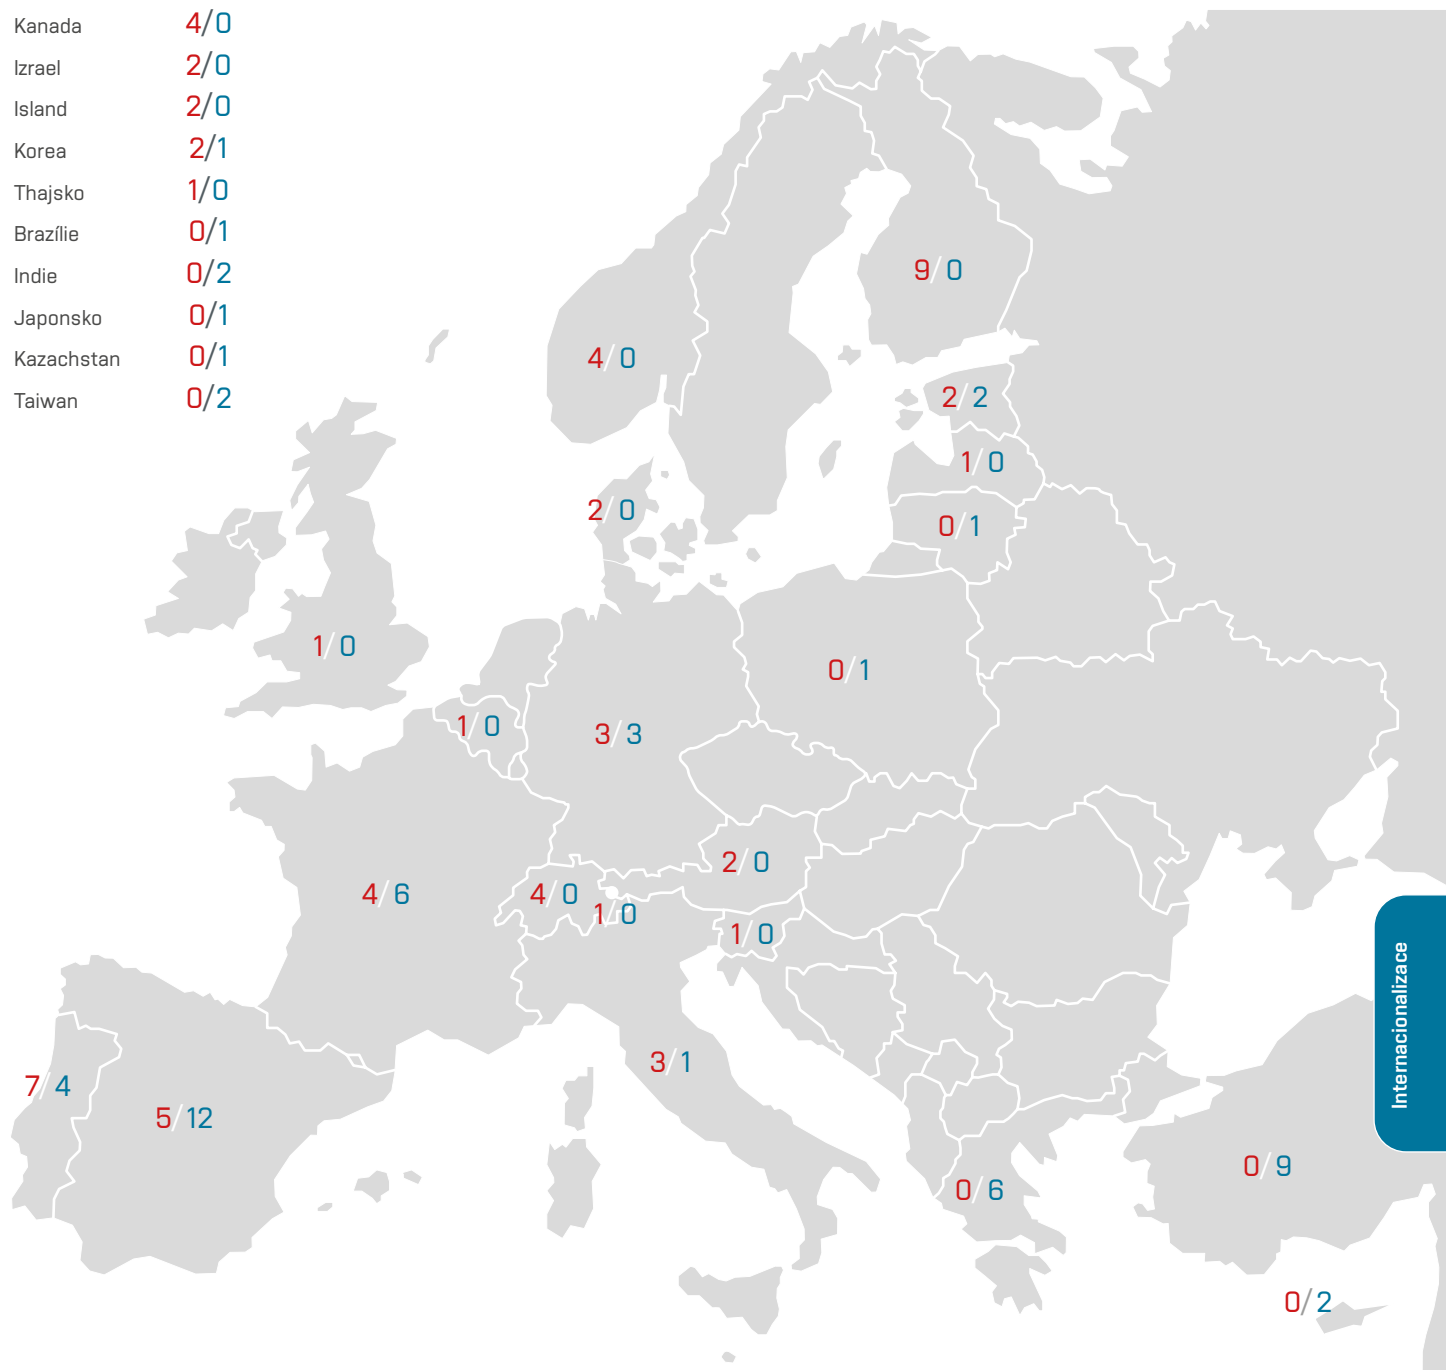 Kanada 4/0
Izrael 2/0
Island 2/0
Korea 2/1
Thajsko 1/0
Brazílie 0/1
Indie 0/2
Japonsko 0/1
Kazachstan 0/1
Taiwan 0/2
9/0
4/0
2/2
1/0
2/0
0/1
1/0
0/1
1/0
3/3
2/0
4/6
4/0
1/0
1/0
Internacionalizace
3/1
7/4
5/12
0/9
0/6
0/2